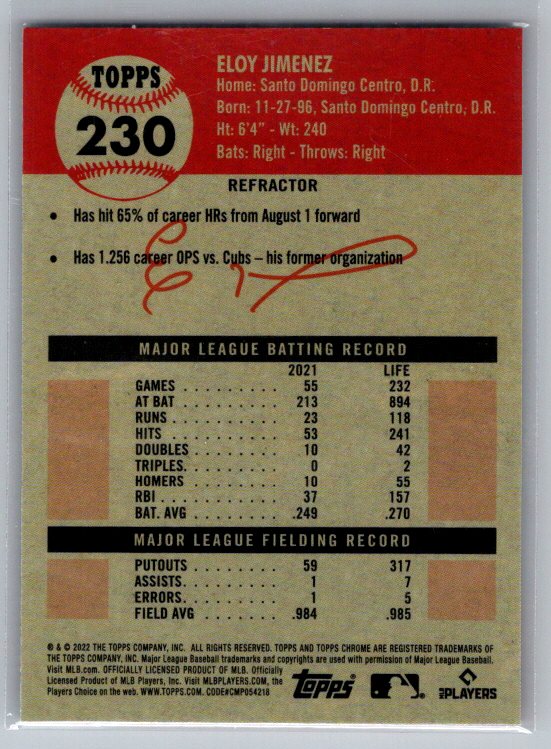 TOPPS
230
ELOY JIMENEZ
Home: Santo Domingo Centro, D.R.
Born: 11-27-96, Santo Domingo Centro, D.R.
Ht: 6'4" - Wt: 240
Bats: Right - Throws: Right
REFRACTOR
• Has hit 65% of career HRs from August 1 forward
• Has 1.256 career OPS vs. Cubs – his former organization
MAJOR LEAGUE BATTING RECORD
2021 LIFE
GAMES . . . . . . . . . 55 232
AT BAT . . . . . . . . . 213 894
RUNS . . . . . . . . . 23 118
HITS . . . . . . . . . 53 241
DOUBLES . . . . . . . . 10 42
TRIPLES. . . . . . . . . 0 2
HOMERS . . . . . . . . 10 55
RBI . . . . . . . . . . 37 157
BAT. AVG . . . . . . . . .249 .270
MAJOR LEAGUE FIELDING RECORD
PUTOUTS . . . . . . . . 59 317
ASSISTS. . . . . . . . . 1 7
ERRORS . . . . . . . . . 1 5
FIELD AVG . . . . . . . .984 .985
® & © 2022 THE TOPPS COMPANY, INC. ALL RIGHTS RESERVED. TOPPS AND TOPPS CHROME ARE REGISTERED TRADEMARKS OF
THE TOPPS COMPANY, INC. Major League Baseball trademarks and copyrights are used with permission of Major League Baseball.
Visit MLB.com. OFFICIALLY LICENSED PRODUCT OF MLB. Officially
Licensed Product of MLB Players, Inc. Visit MLBPLAYERS.COM, the
Players Choice on the web. WWW.TOPPS.COM. CODE#CMP054218
Topps
MLB PLAYERS